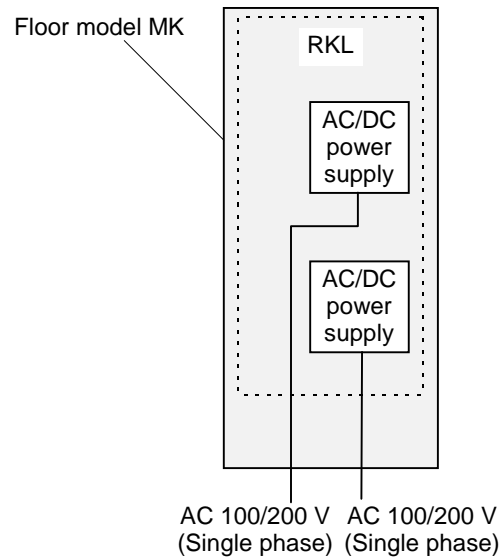 Floor model MK
RKL
AC/DC
power
supply
AC/DC
power
supply
AC 100/200 V
(Single phase)
AC 100/200 V
(Single phase)